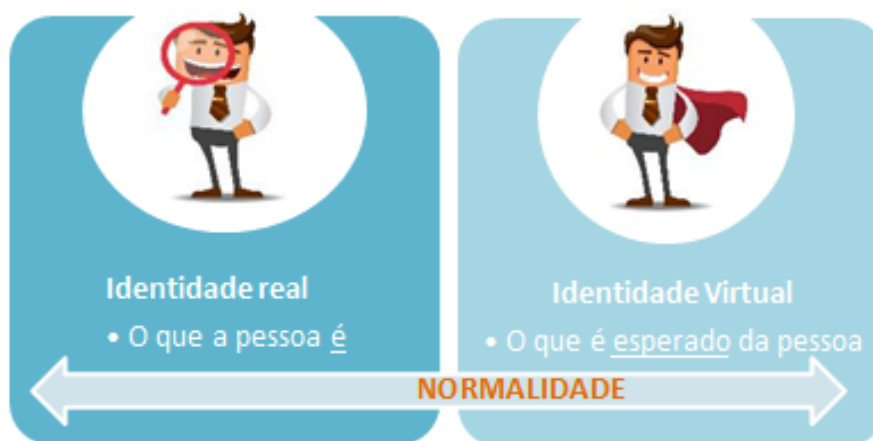 Identidade real
• O que a pessoa é
Identidade Virtual
• O que é esperado da pessoa
NORMALIDADE